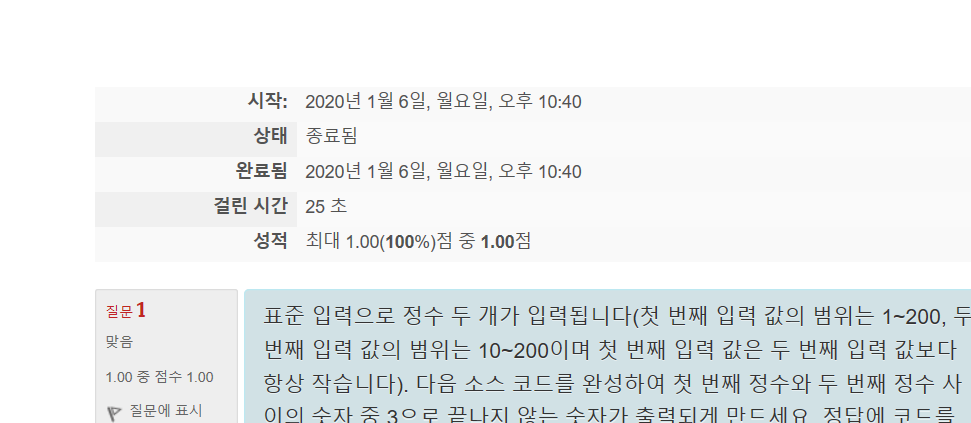 시작: 2020년 1월 6일, 월요일, 오후 10:40
상태 종료됨
완료됨 2020년 1월 6일, 월요일, 오후 10:40
걸린 시간 25 초
성적 최대 1.00(100%)점 중 1.00점
질문 1
맞음
1.00 중 점수 1.00
질문에 표시
표준 입력으로 정수 두 개가 입력됩니다(첫 번째 입력 값의 범위는 1~200, 두
번째 입력 값의 범위는 10~200이며 첫 번째 입력 값은 두 번째 입력 값보다
항상 작습니다). 다음 소스 코드를 완성하여 첫 번째 정수와 두 번째 정수 사
이의 숫자 중 3으로 끝나지 않는 숫자가 출력되게 만드세요. 정답에 코드를